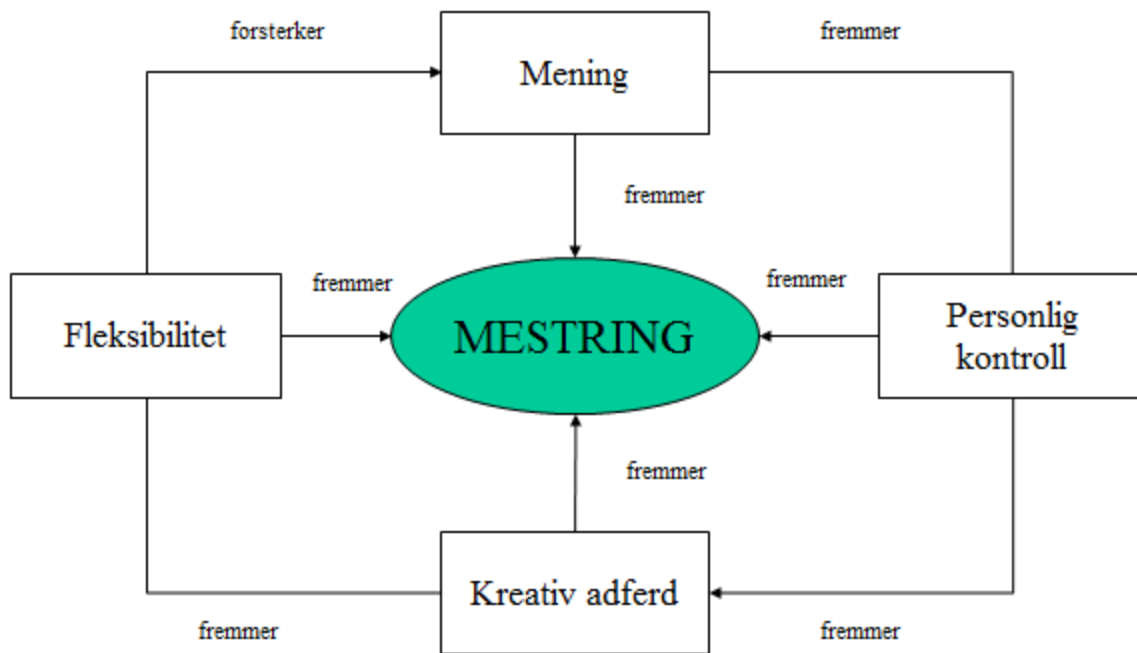 forsterker
fremmer
Mening
fremmer
fremmer
fremmer
Fleksibilitet
MESTRING
Personlig
kontroll
fremmer
Kreativ adferd
fremmer
fremmer